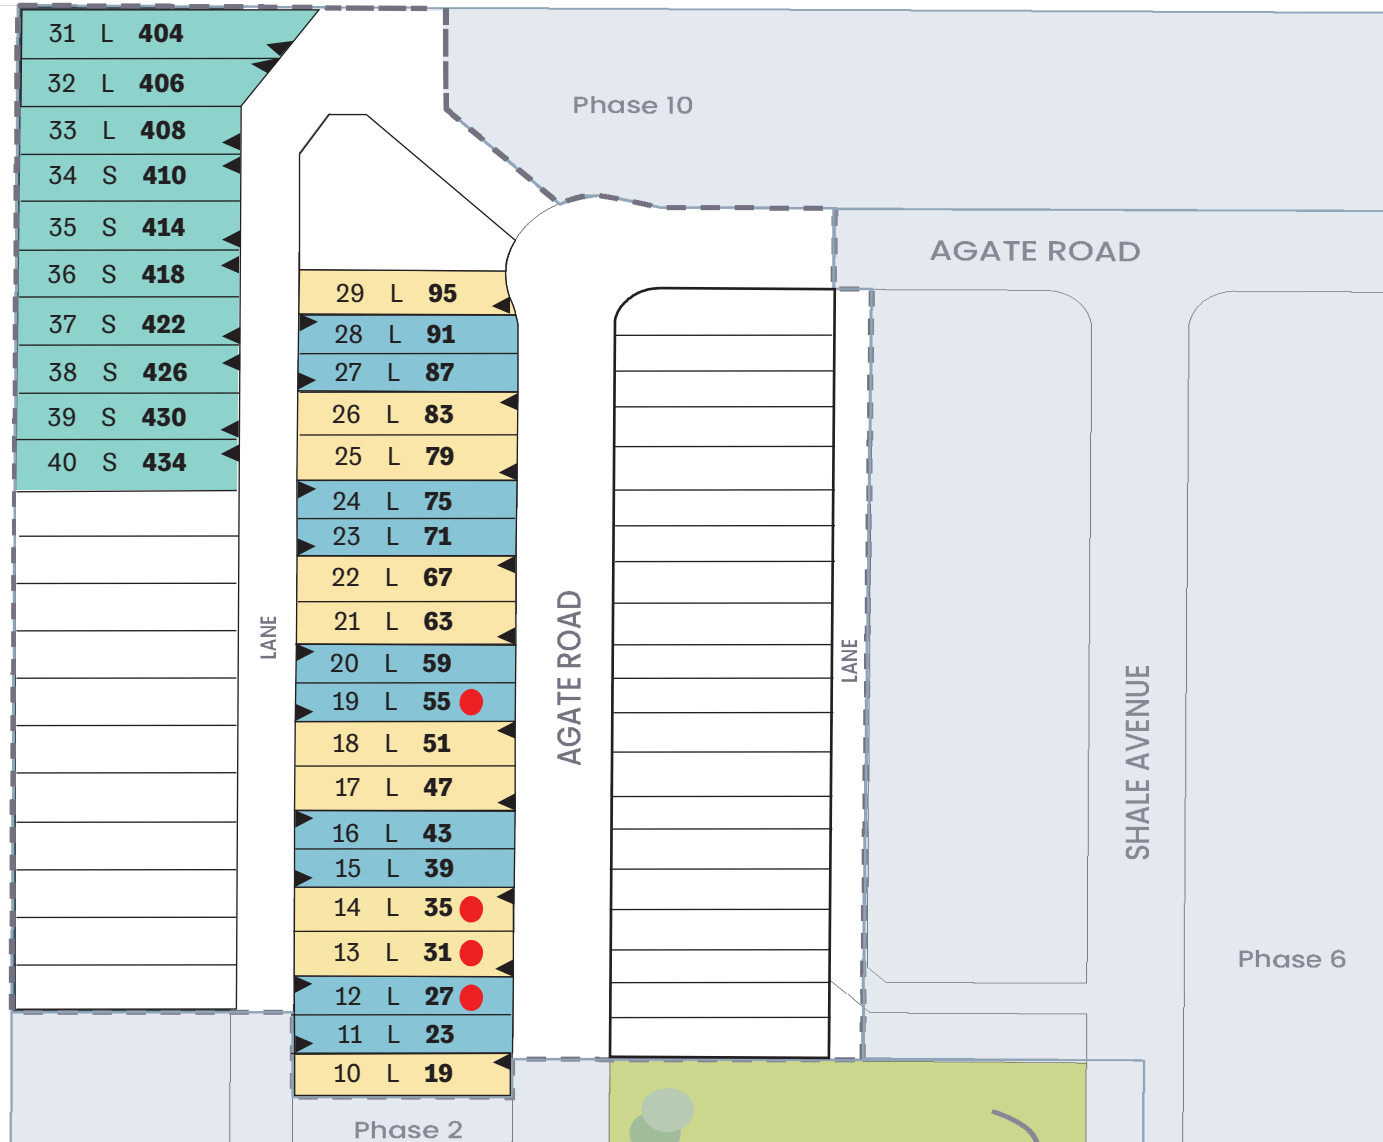 31 L 404
32 L 406
33 L 408
34 S 410
35 S 414
36 S 418
37 S 422
38 S 426
39 S 430
40 S 434
LANE
29 L 95
28 L 91
27 L 87
26 L 83
25 L 79
24 L 75
23 L 71
22 L 67
21 L 63
20 L 59
19 L 55
18 L 51
17 L 47
16 L 43
15 L 39
14 L 35
13 L 31
12 L 27
11 L 23
10 L 19
Phase 2
AGATE ROAD
LANE
Phase 10
AGATE ROAD
SHALE AVENUE
Phase 6